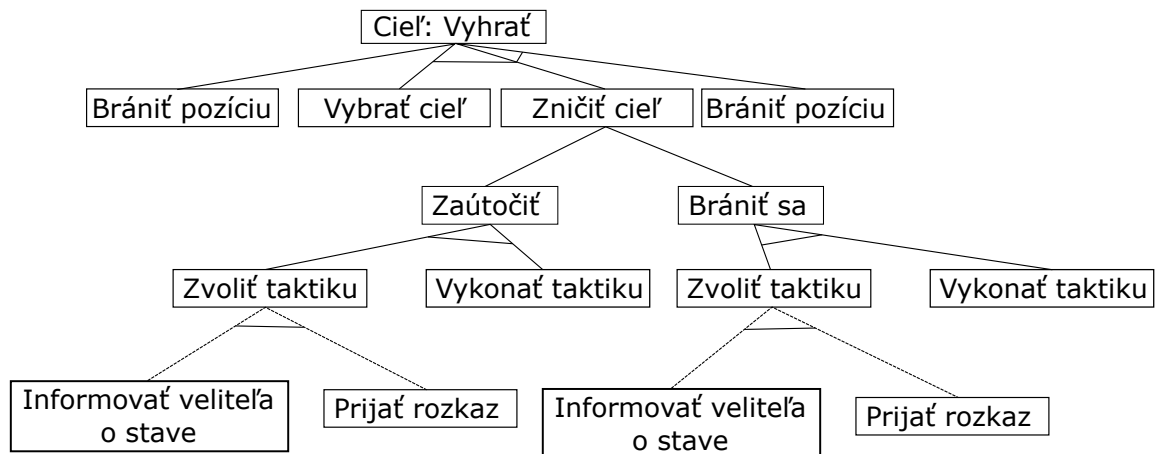 Cieľ: Vyhrať
Brániť pozíciu
Vybrať cieľ
Zničiť cieľ
Brániť pozíciu
Zaútočiť
Brániť sa
Zvoliť taktiku
Vykonať taktiku
Zvoliť taktiku
Vykonať taktiku
Informovať veliteľa
o stave
Prijať rozkaz
Informovať veliteľa
o stave
Prijať rozkaz